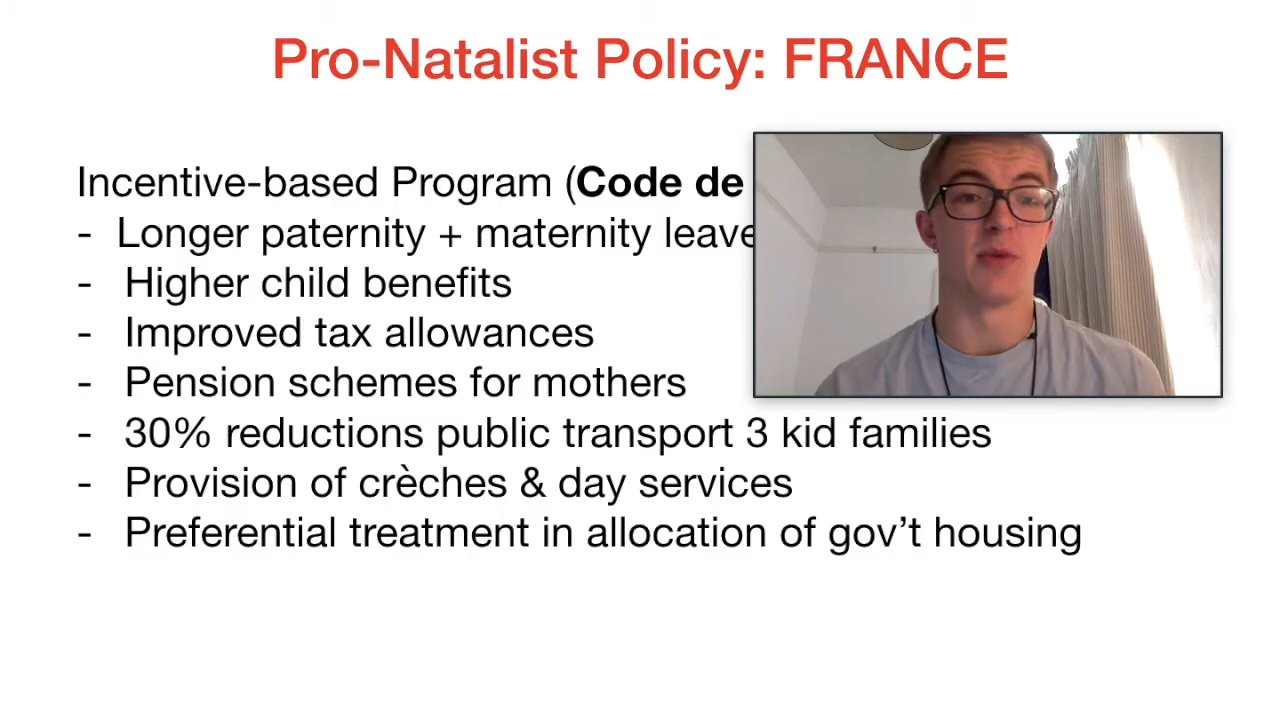 Pro-Natalist Policy: FRANCE
Incentive-based Program (Code de
- Longer paternity + maternity leave
- Higher child benefits
- Improved tax allowances
- Pension schemes for mothers
- 30% reductions public transport 3 kid families
- Provision of crèches & day services
- Preferential treatment in allocation of gov’t housing